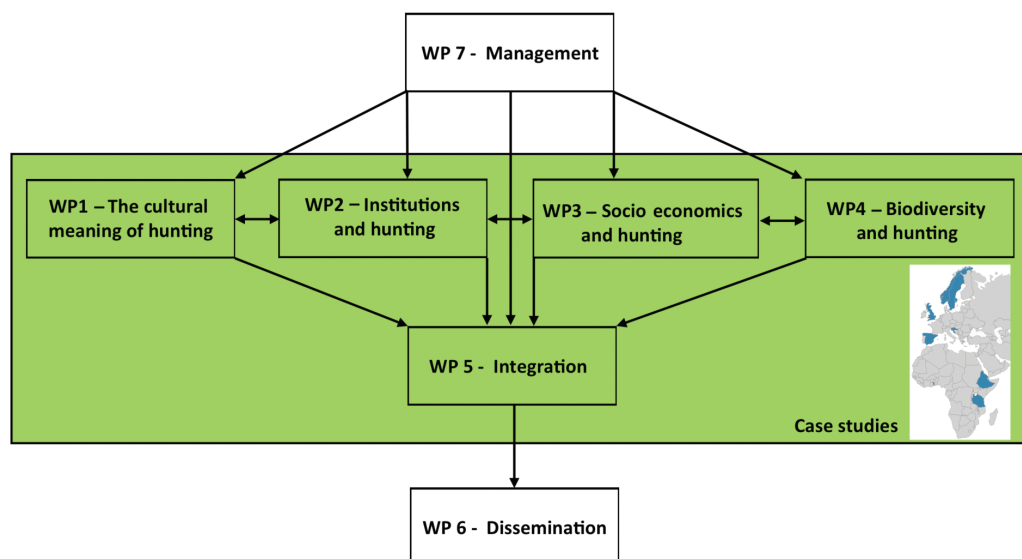 WP 7 - Management
WP1 – The cultural
meaning of hunting
WP2 – Institutions
and hunting
WP3 – Socio economics
and hunting
WP4 – Biodiversity
and hunting
WP 5 - Integration
Case studies
WP 6 - Dissemination